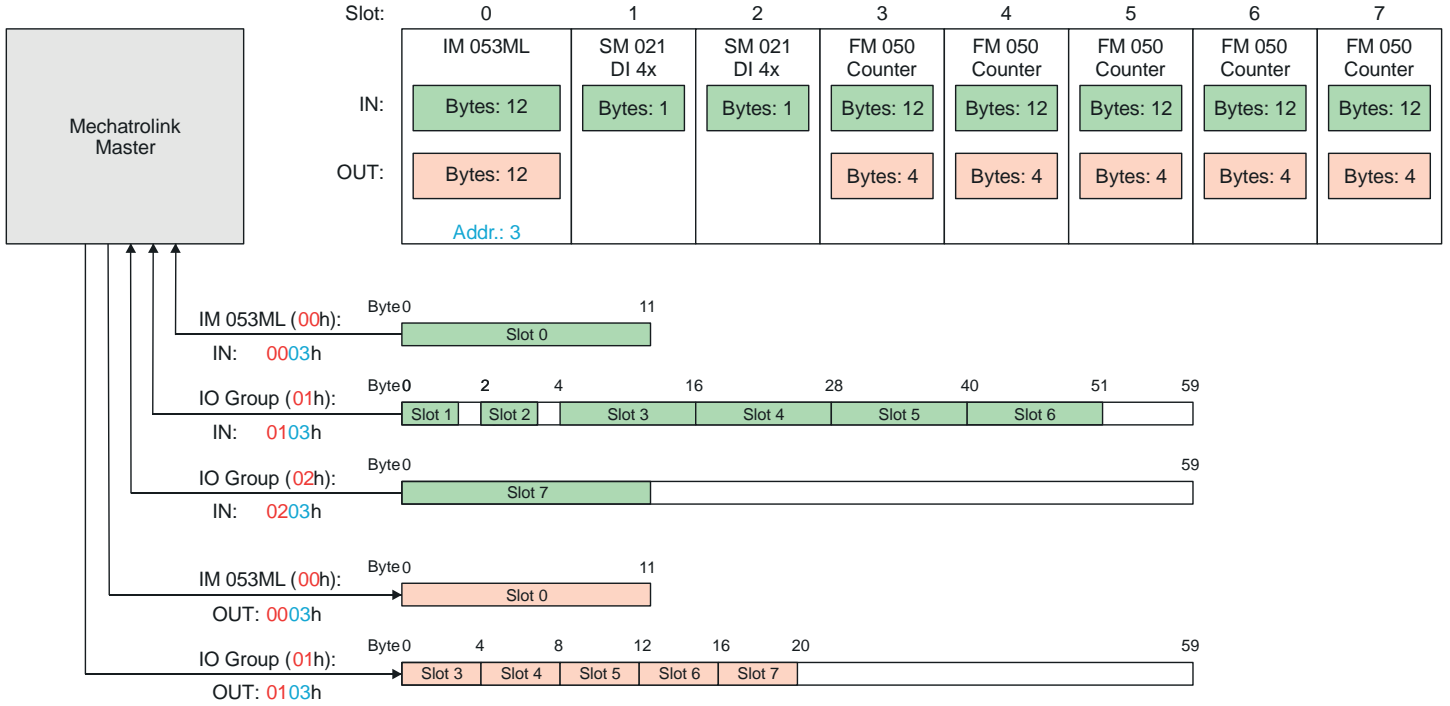 Slot: 0 1 2 3 4 5 6 7
Mechatrolink
Master
IM 053ML SM 021 SM 021 FM 050 FM 050 FM 050 FM 050 FM 050
DI 4x DI 4x Counter Counter Counter Counter Counter
IN: Bytes: 12 Bytes: 1 Bytes: 1 Bytes: 12 Bytes: 12 Bytes: 12 Bytes: 12 Bytes: 12
OUT: Bytes: 12 Bytes: 4 Bytes: 4 Bytes: 4 Bytes: 4 Bytes: 4
Addr.: 3
Byte 0 11
IM 053ML (00h):
Slot 0
IN: 0003h
Byte 0 2 4 16 28 40 51 59
IO Group (01h):
Slot 1 Slot 2 Slot 3 Slot 4 Slot 5 Slot 6
IN: 0103h
Byte 0 59
IO Group (02h):
Slot 7
IN: 0203h
Byte 0 11
IM 053ML (00h):
Slot 0
OUT: 0003h
Byte 0 4 8 12 16 20 59
IO Group (01h):
Slot 3 Slot 4 Slot 5 Slot 6 Slot 7
OUT: 0103h